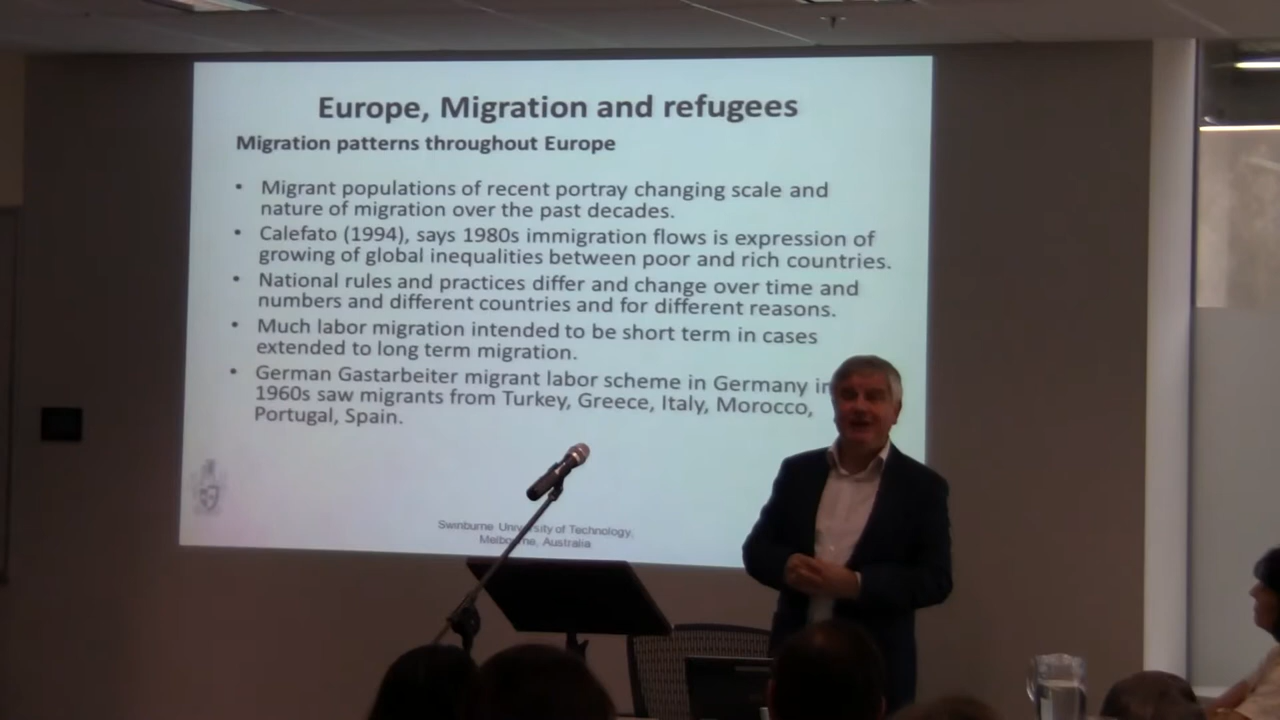 Europe, Migration and refugees
Migration patterns throughout Europe
• Migrant populations of recent portray changing scale and
nature of migration over the past decades.
• Calefato (1994), says 1980s immigration flows is expression of
growing of global inequalities between poor and rich countries.
• National rules and practices differ and change over time and
numbers and different countries and for different reasons.
• Much labor migration intended to be short term in cases
extended to long term migration.
• German Gastarbeiter migrant labor scheme in Germany in
1960s saw migrants from Turkey, Greece, Italy, Morocco,
Portugal, Spain.
Swinburne University of Technology,
Melbourne, Australia